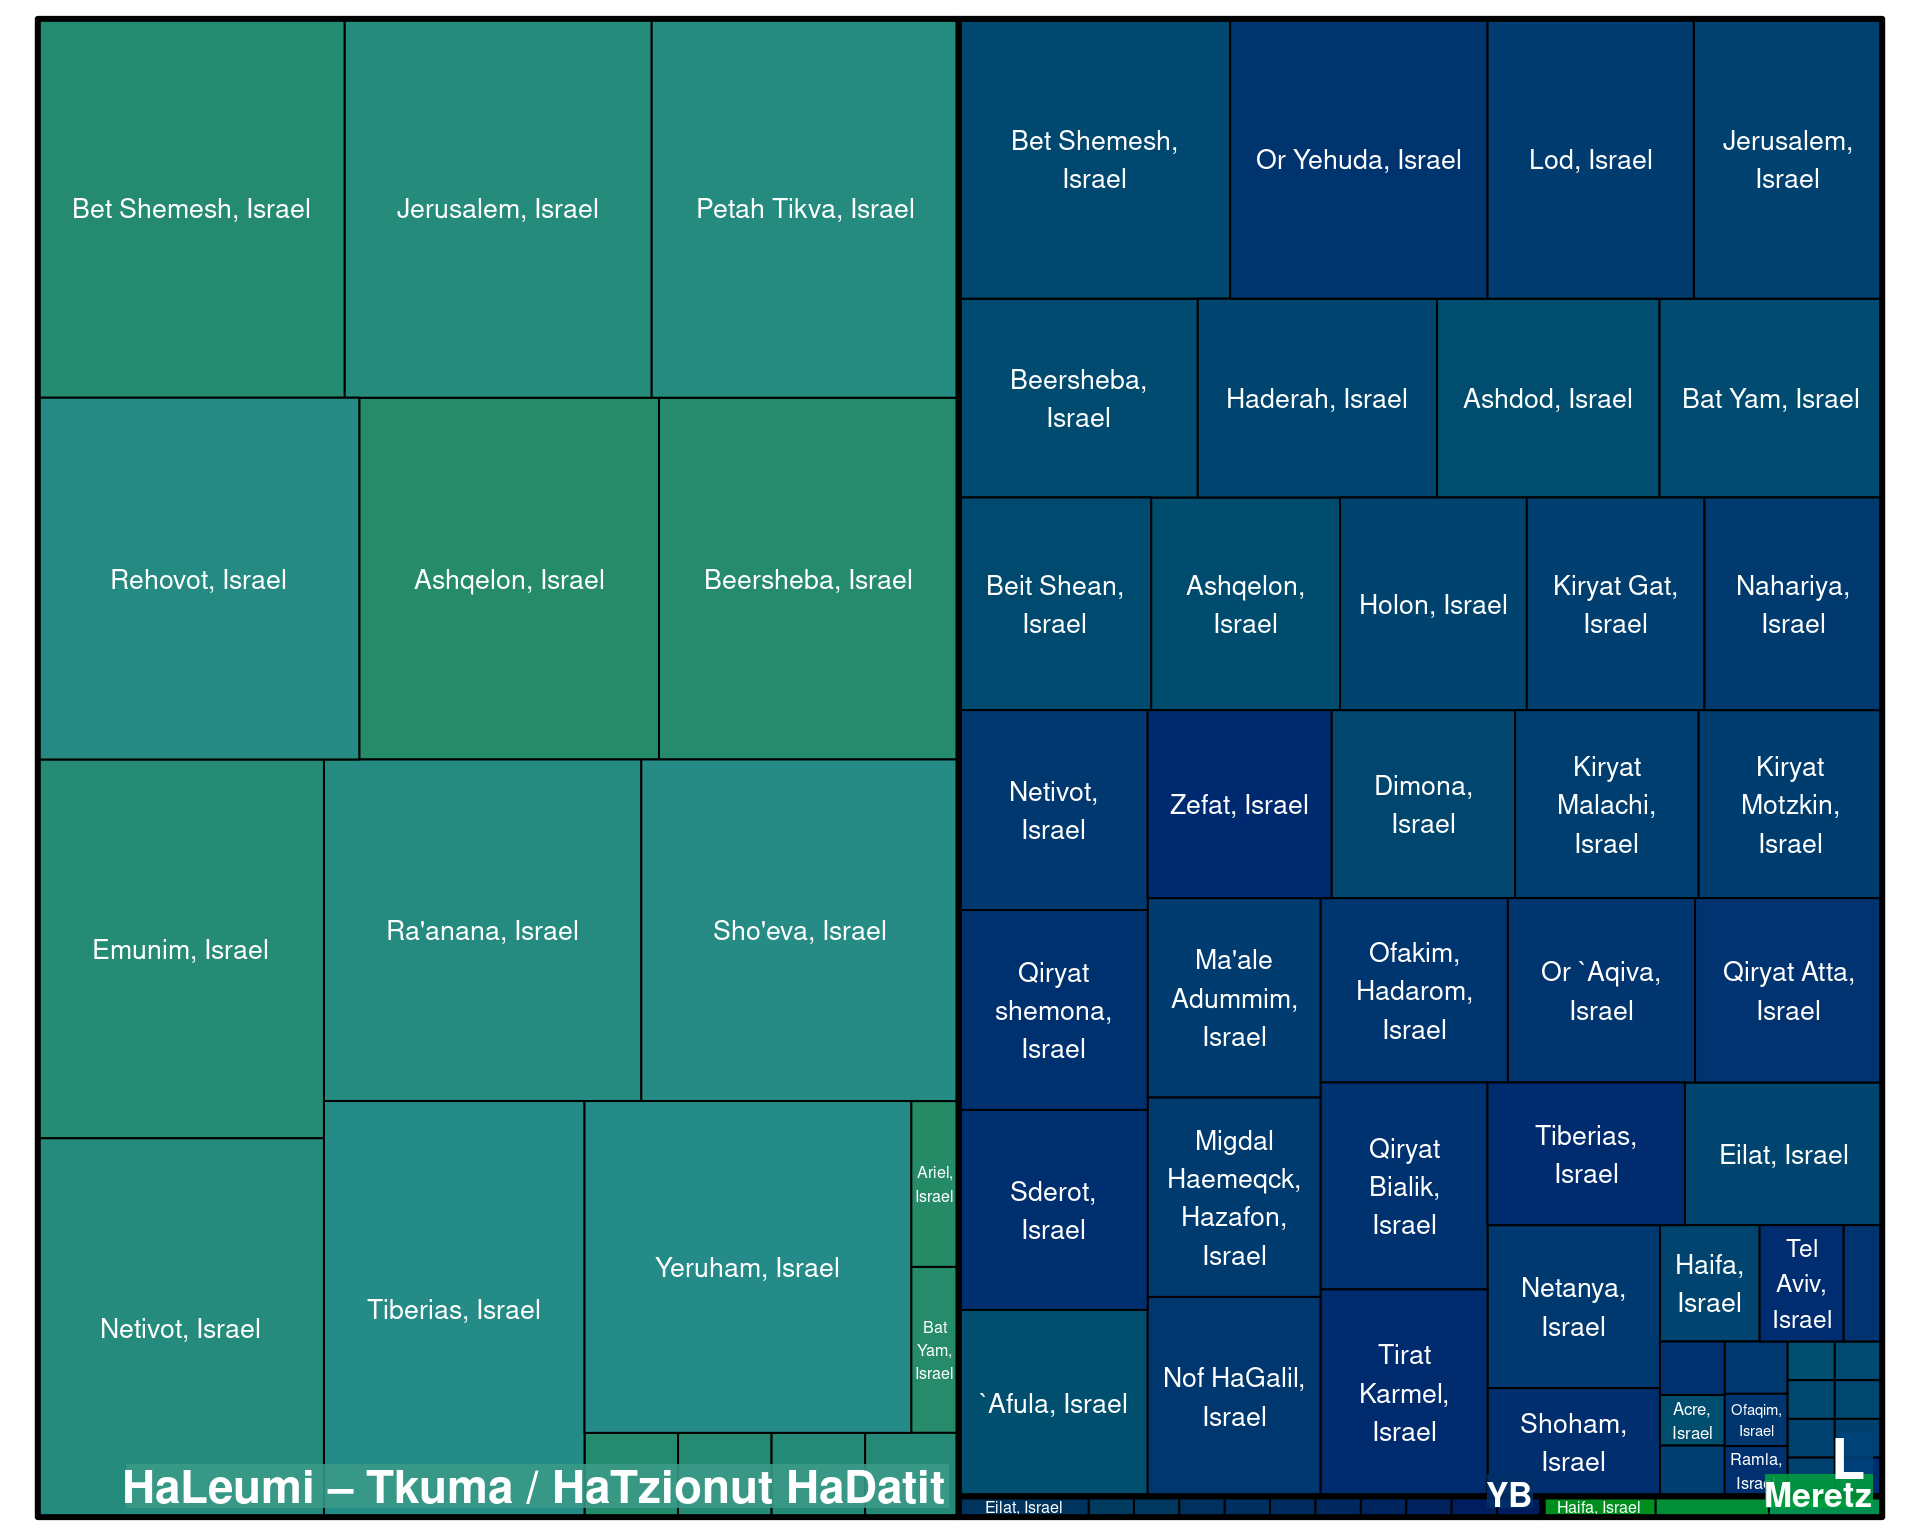 Bet Shemesh, Israel
Jerusalem, Israel
Petah Tikva, Israel
Rehovot, Israel
Ashqelon, Israel
Beersheba, Israel
Emunim, Israel
Ra'anana, Israel
Sho'eva, Israel
Netivot, Israel
Tiberias, Israel
Yeruham, Israel
Ariel,
Israel
Bat
Yam,
Israel
HaLeumi – Tkuma / HaTzionut HaDatit
Bet Shemesh,
Israel
Or Yehuda, Israel
Lod, Israel
Jerusalem,
Israel
Beersheba,
Israel
Haderah, Israel
Ashdod, Israel
Bat Yam, Israel
Beit Shean,
Israel
Ashqelon,
Israel
Holon, Israel
Kiryat Gat,
Israel
Nahariya,
Israel
Netivot,
Israel
Zefat, Israel
Dimona,
Israel
Kiryat
Malachi,
Israel
Kiryat
Motzkin,
Israel
Qiryat
shemona,
Israel
Ma'ale
Adummim,
Israel
Ofakim,
Hadarom,
Israel
Or `Aqiva,
Israel
Qiryat Atta,
Israel
Sderot,
Israel
Migdal
Haemeqck,
Hazafon,
Israel
Qiryat
Bialik,
Israel
Tiberias,
Israel
Eilat, Israel
`Afula, Israel
Nof HaGalil,
Israel
Tirat
Karmel,
Israel
Netanya,
Israel
Haifa,
Israel
Tel
Aviv,
Israel
Shoham,
Israel
Acre,
Israel
Ofaqim,
Israel
Ramla,
Israel
L
Eilat, Israel
YB
Haifa, Israel
Meretz